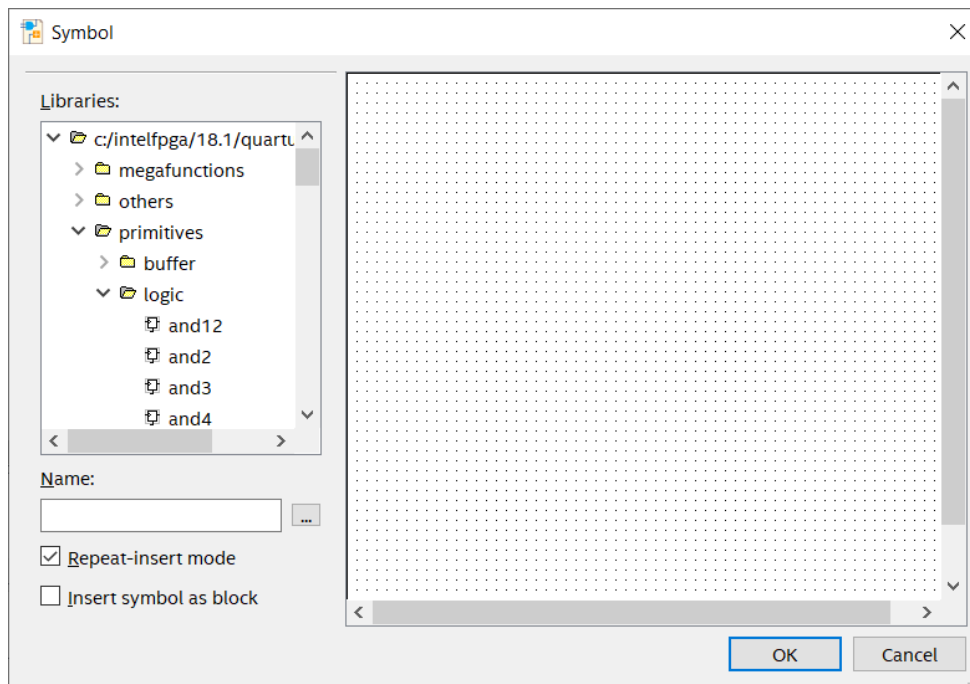 Symbol
Libraries:
c:/intelfpga/18.1/quartu
megafunctions
others
primitives
buffer
logic
and12
and2
and3
and4
Name:
...
Repeat-insert mode
Insert symbol as block
OK
Cancel